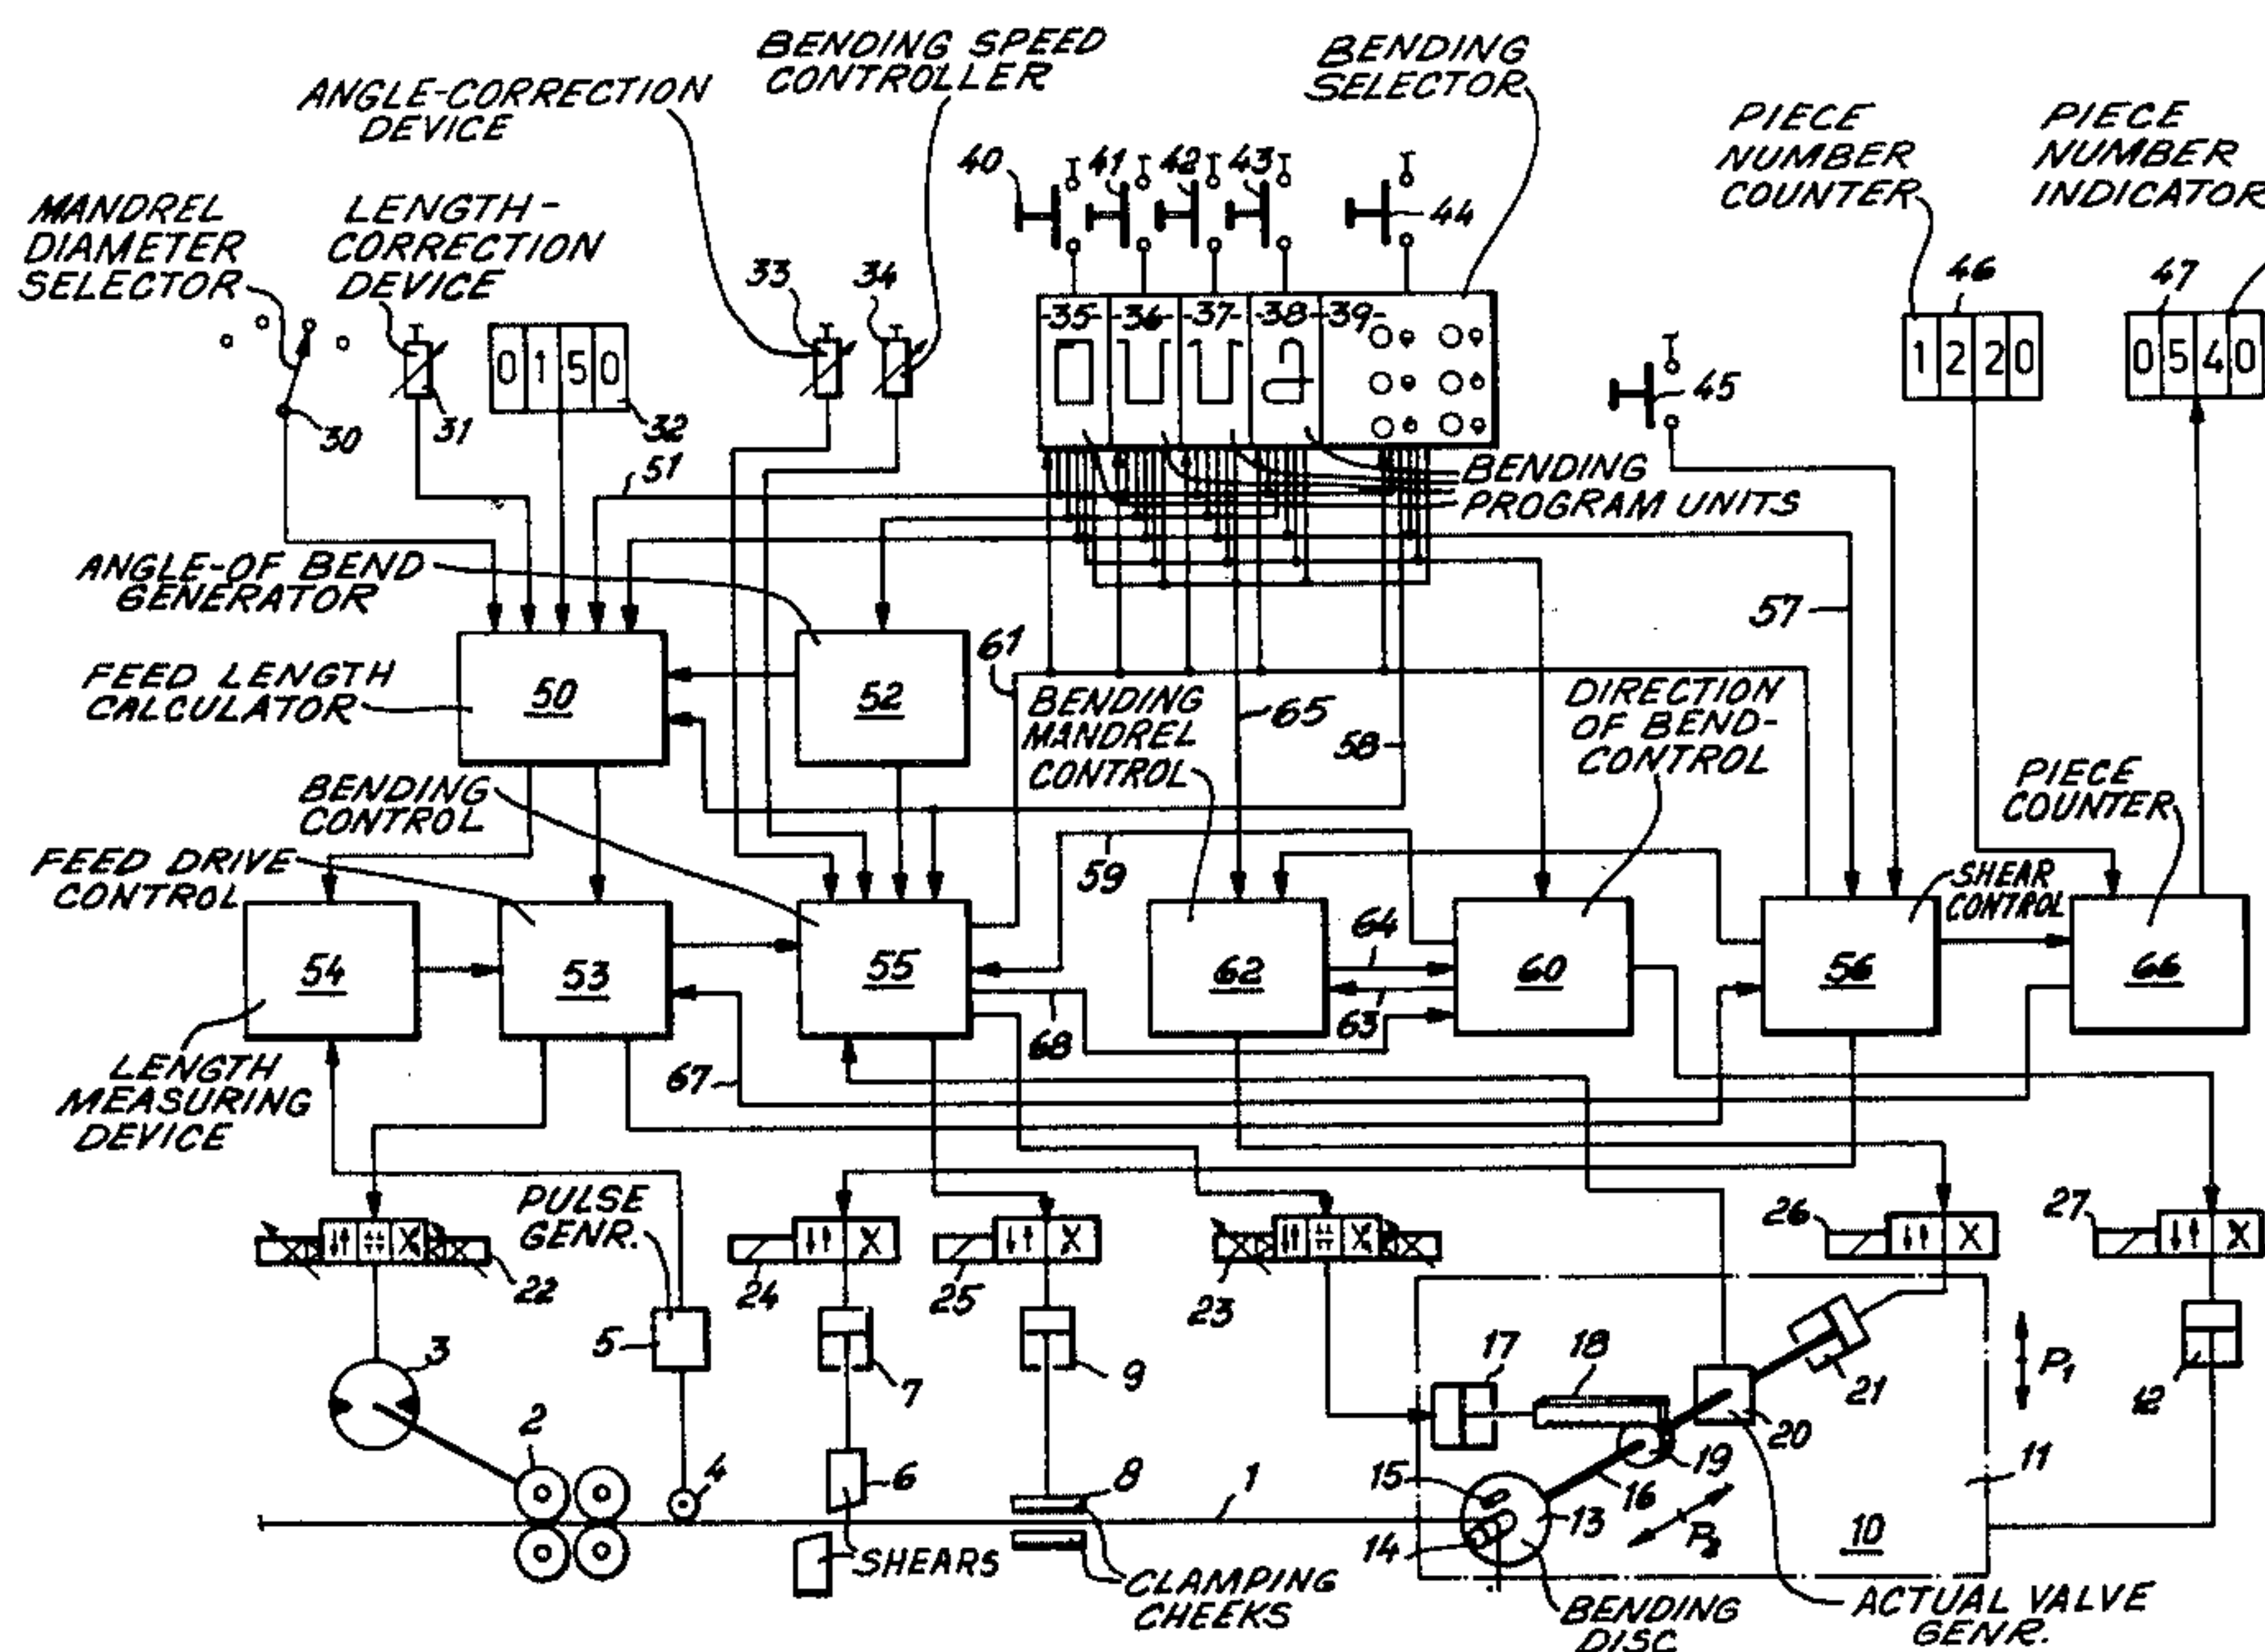 BENDING SPEED
CONTROLLER
BENDING
SELECTOR
ANGLE-CORRECTION
DEVICE
PIECE
NUMBER
COUNTER
PIECE
NUMBER
INDICATOR
MANDREL
DIAMETER
SELECTOR
LENGTH-
CORRECTION
DEVICE
40
41
42
43
44
33
34
46
47
-35-
-36-
-37-
-38-
-39-
0150
1220
0540
30
31
32
45
51
BENDING
PROGRAM UNITS
ANGLE-OF BEND
GENERATOR
57
61
FEED LENGTH
CALCULATOR
50
52
BENDING
MANDREL
CONTROL
65
58
DIRECTION
OF BEND-
CONTROL
BENDING
CONTROL
PIECE
COUNTER
FEED DRIVE
CONTROL
59
SHEAR
CONTROL
54
53
55
62
64
63
60
56
66
68
67
LENGTH
MEASURING
DEVICE
PULSE
GENR.
22
24
25
23
26
27
3
5
7
9
17
18
21
P1
12
2
4
6
8
1
15
14
13
16
19
20
P2
10
11
SHEARS
CLAMPING
CHEEKS
BENDING
DISC
ACTUAL VALVE
GENR.